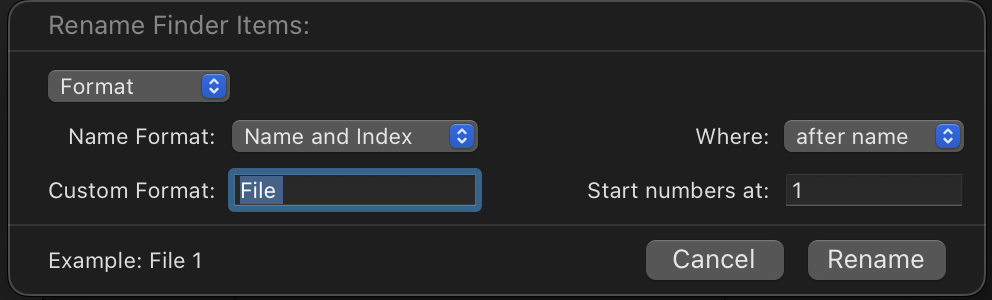 Rename Finder Items:
Format
Name Format: Name and Index Where: after name
Custom Format: File Start numbers at: 1
Example: File 1 Cancel Rename